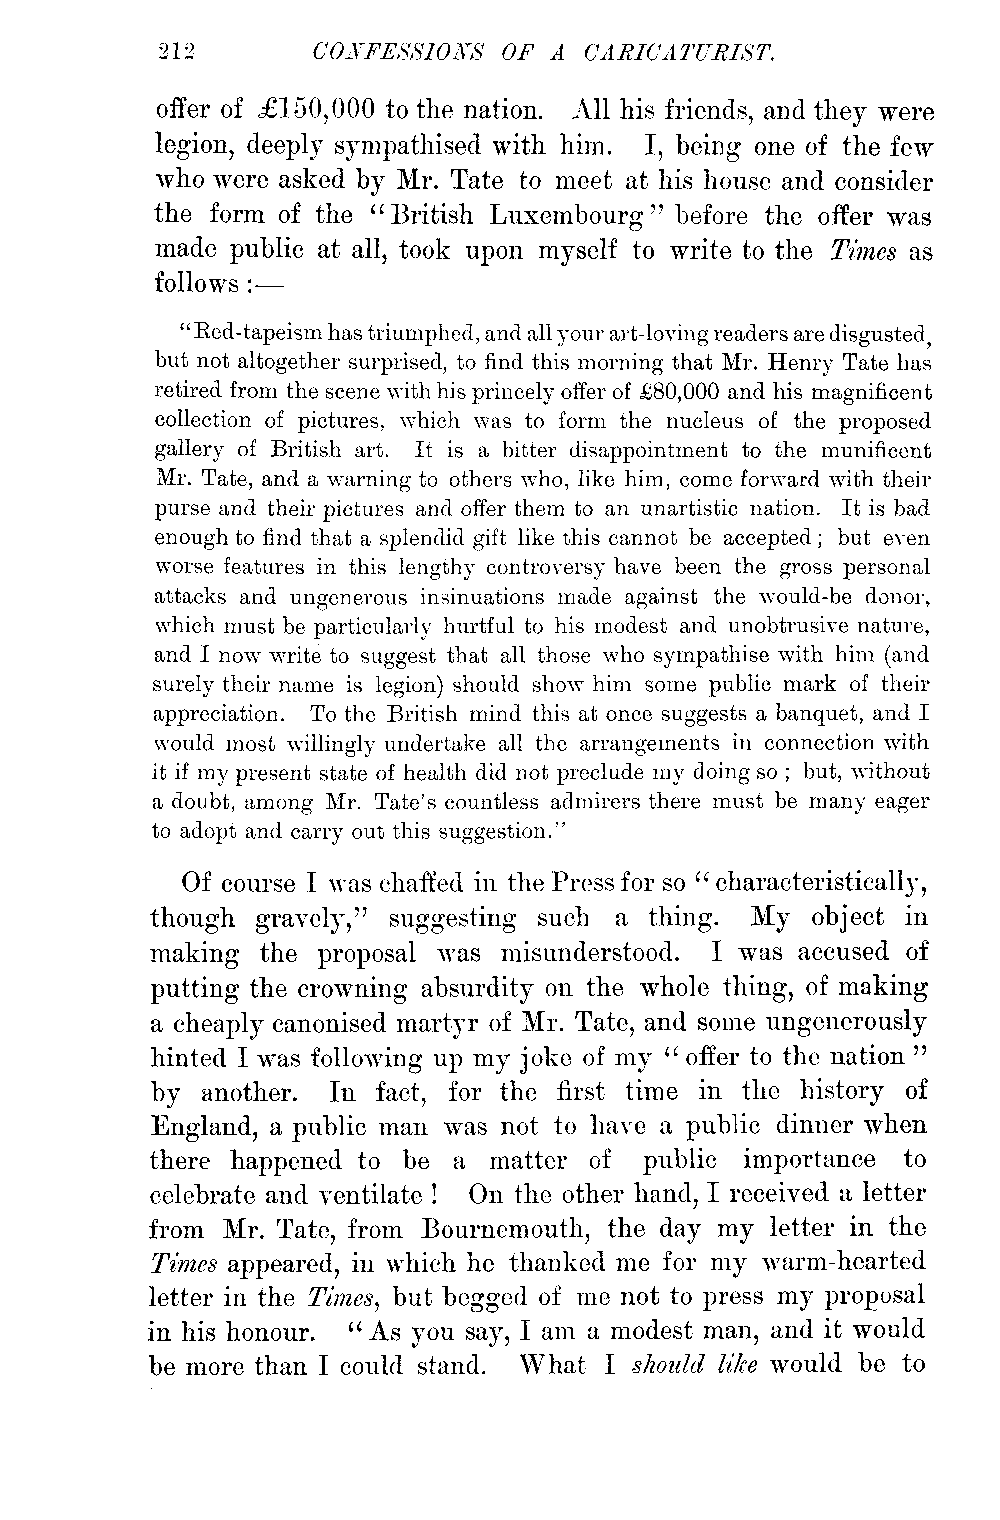 212 CONFESSIONS OF A CARICATURIST.
offer of £150,000 to the nation. All his friends, and they were
legion, deeply sympathised with him. I, being one of the few
who were asked by Mr. Tate to meet at his house and consider
the form of the "British Luxembourg" before the offer was
made public at all, took upon myself to write to the Times as
follows :—
"Red-tapeism has triumphed, and all your art-loving readers are disgusted,
but not altogether surprised, to find this morning that Mr. Henry Tate has
retired from the scene with his princely offer of £80,000 and his magnificent
collection of pictures, which was to form the nucleus of the proposed
gallery of British art. It is a bitter disappointment to the munificent
Mr. Tate, and a warning to others who, like him, come forward with their
purse and their pictures and offer them to an unartistic nation. It is bad
enough to find that a splendid gift like this cannot be accepted; but even
worse features in this lengthy controversy have been the gross personal
attacks and ungenerous insinuations made against the would-be donor,
which must be particularly hurtful to his modest and unobtrusive nature,
and I now write to suggest that all those who sympathise with him (and
surely their name is legion) should show him some public mark of their
appreciation. To the British mind this at once suggests a banquet, and I
would most willingly undertake all the arrangements in connection with
it if my present state of health did not preclude my doing so ; but, without
a doubt, among Mr. Tate's countless admirers there must be many eager
to adopt and carry out this suggestion."
Of course I was chaffed in the Press for so "characteristically,
though gravely," suggesting such a thing. My object in
making the proposal was misunderstood. I was accused of
putting the crowning absurdity on the whole thing, of making
a cheaply canonised martyr of Mr. Tate, and some ungenerously
hinted I was following up my joke of my "offer to the nation"
by another. In fact, for the first time in the history of
England, a public man was not to have a public dinner when
there happened to be a matter of public importance to
celebrate and ventilate! On the other hand, I received a letter
from Mr. Tate, from Bournemouth, the day my letter in the
Times appeared, in which he thanked me for my warm-hearted
letter in the Times, but begged of me not to press my proposal
in his honour. "As you say, I am a modest man, and it would
be more than I could stand. What I should like would be to